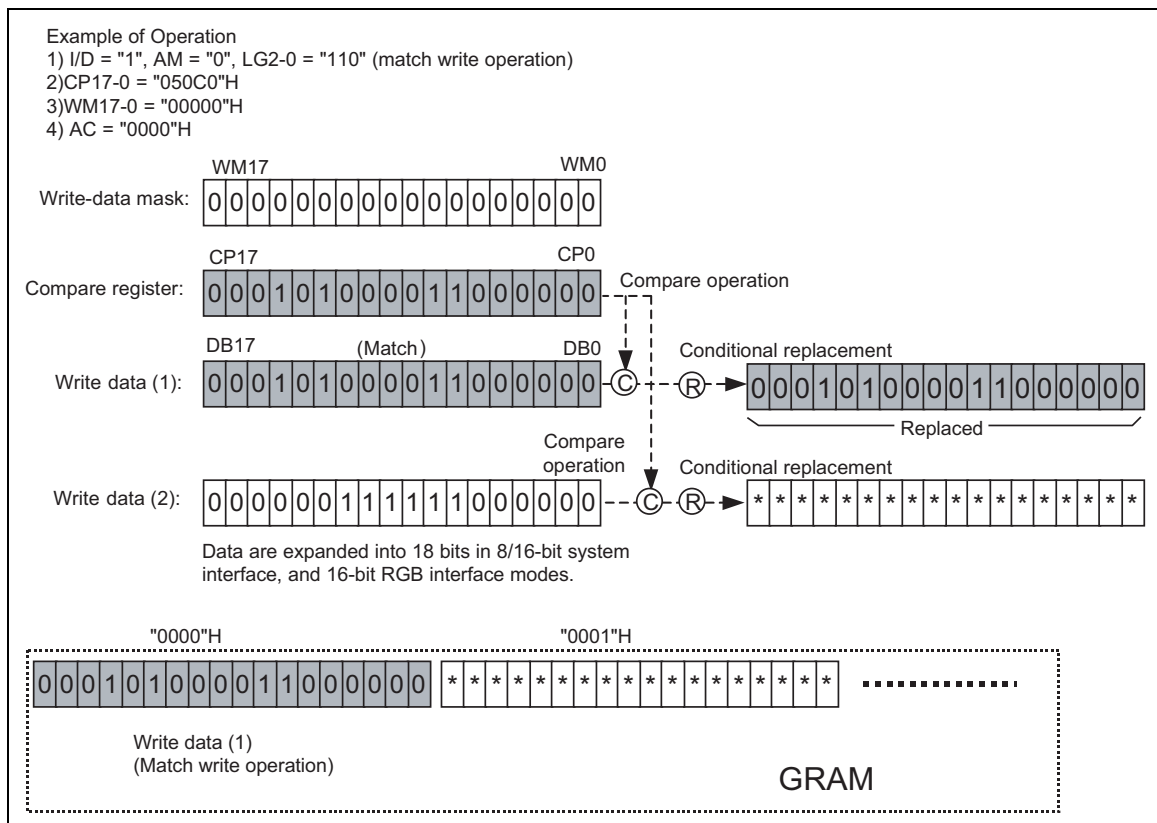 Example of Operation
1) I/D = "1", AM = "0", LG2-0 = "110" (match write operation)
2)CP17-0 = "050C0"H
3)WM17-0 = "00000"H
4) AC = "0000"H
WM17 WM0
Write-data mask: 0 0 0 0 0 0 0 0 0 0 0 0 0 0 0 0 0 0
CP17 CP0
Compare register: 0 0 0 1 0 1 0 0 0 0 1 1 0 0 0 0 0 0
Compare operation
DB17 (Match) DB0
Conditional replacement
Write data (1): 0 0 0 1 0 1 0 0 0 0 1 1 0 0 0 0 0 0 C R 0 0 0 1 0 1 0 0 0 0 1 1 0 0 0 0 0 0
Replaced
Compare
operation
Conditional replacement
Write data (2): 0 0 0 0 0 0 1 1 1 1 1 1 0 0 0 0 0 0 C R * * * * * * * * * * * * * * * * * *
Data are expanded into 18 bits in 8/16-bit system
interface, and 16-bit RGB interface modes.
"0000"H "0001"H
0 0 0 1 0 1 0 0 0 0 1 1 0 0 0 0 0 0 * * * * * * * * * * * * * * * * * *
Write data (1)
(Match write operation)
GRAM